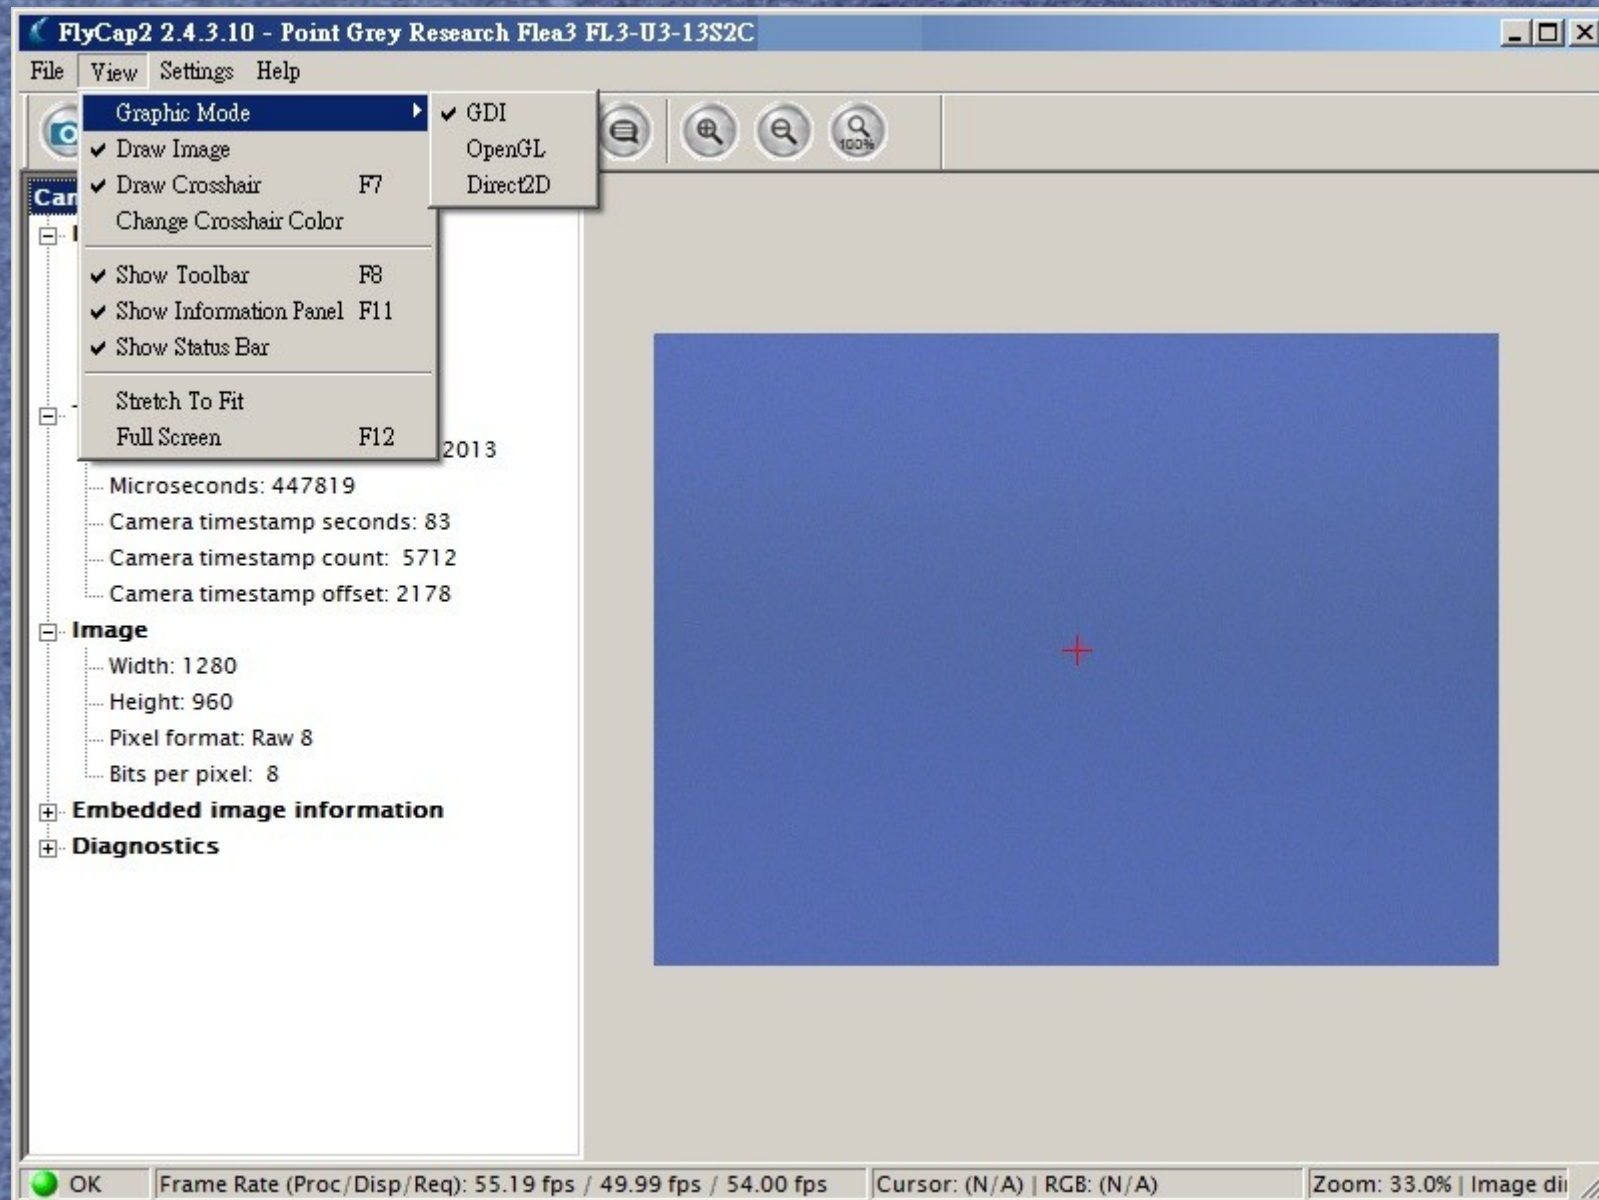 FlyCap2 2.4.3.10 - Point Grey Research Flea3 FL3-U3-13S2C
File View Settings Help
Graphic Mode
Draw Image
Draw Crosshair F7
Change Crosshair Color
Show Toolbar F8
Show Information Panel F11
Show Status Bar
Stretch To Fit
Full Screen F12
GDI
OpenGL
Direct2D
100%
2013
Microseconds: 447819
Camera timestamp seconds: 83
Camera timestamp count: 5712
Camera timestamp offset: 2178
Image
Width: 1280
Height: 960
Pixel format: Raw 8
Bits per pixel: 8
Embedded image information
Diagnostics
OK Frame Rate (Proc/Disp/Req): 55.19 fps / 49.99 fps / 54.00 fps Cursor: (N/A) | RGB: (N/A) Zoom: 33.0% | Image